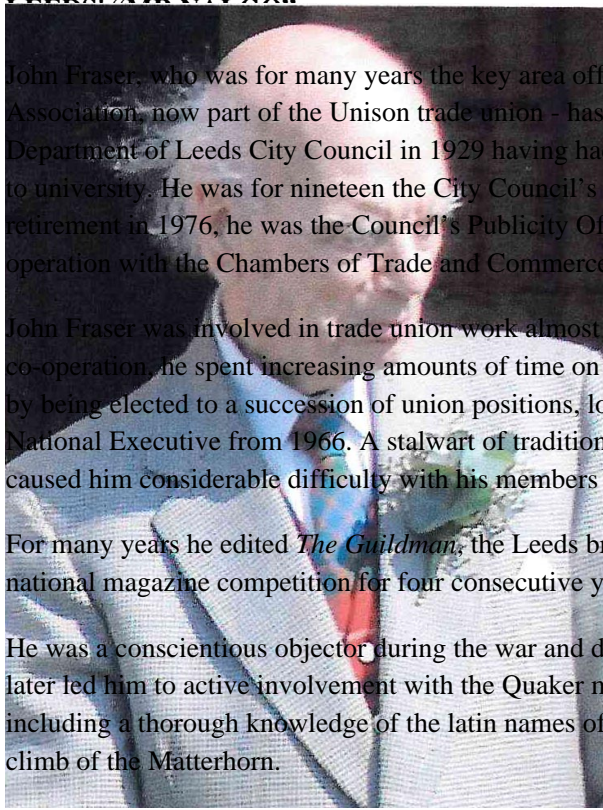 John Fraser, who was for many years the key area off
Association, now part of the Unison trade union - has
Department of Leeds City Council in 1929 having ha
to university. He was for nineteen the City Council's
retirement in 1976, he was the Council's Publicity Of
operation with the Chambers of Trade and Commerce
John Fraser was involved in trade union work almost
co-operation, he spent increasing amounts of time on
by being elected to a succession of union positions, lo
National Executive from 1966. A stalwart of tradition
caused him considerable difficulty with his members
For many years he edited The Guildman, the Leeds br
national magazine competition for four consecutive y
He was a conscientious objector during the war and d
later led him to active involvement with the Quaker m
including a thorough knowledge of the latin names of
climb of the Matterhorn.